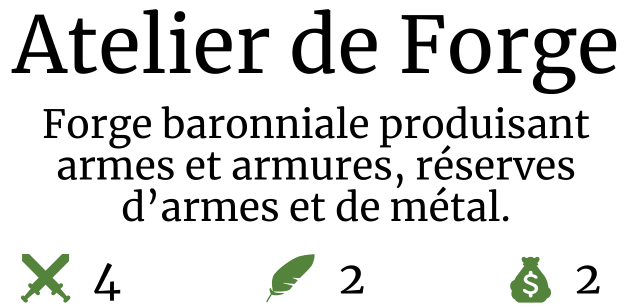 Atelier de Forge
Forge baronniale produisant
armes et armures, réserves
d’armes et de métal.
4 2 $ 2